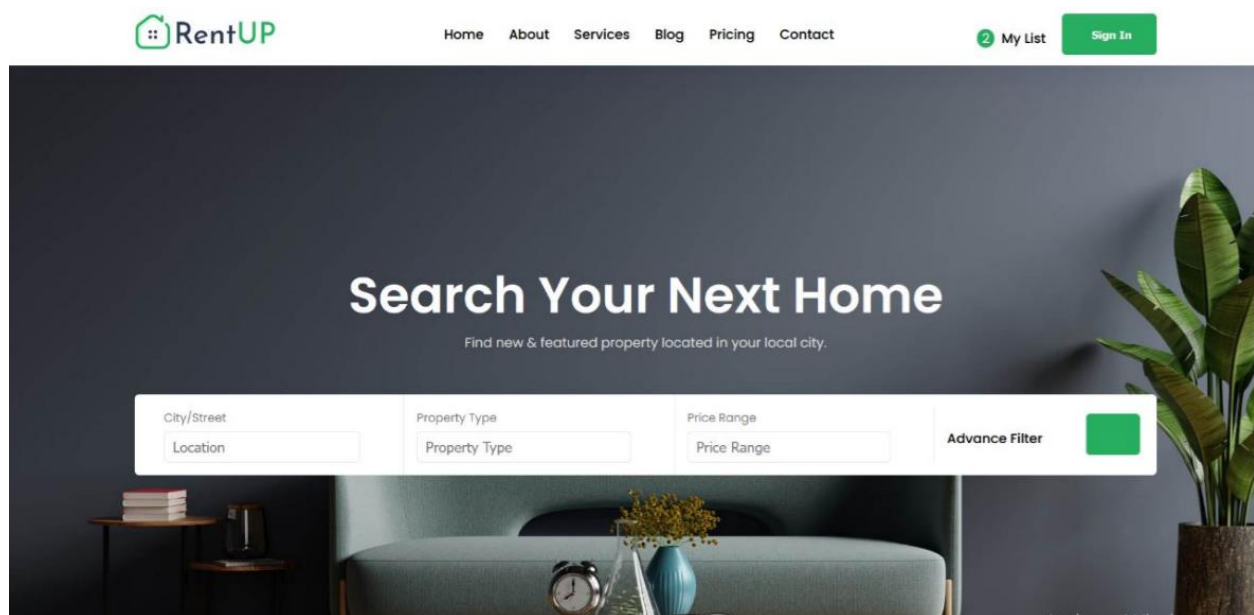 RentUP
Home About Services Blog Pricing Contact
2 My List
Sign In
Search Your Next Home
Find new & featured property located in your local city.
City/Street Property Type Price Range
Location Property Type Price Range
Advance Filter